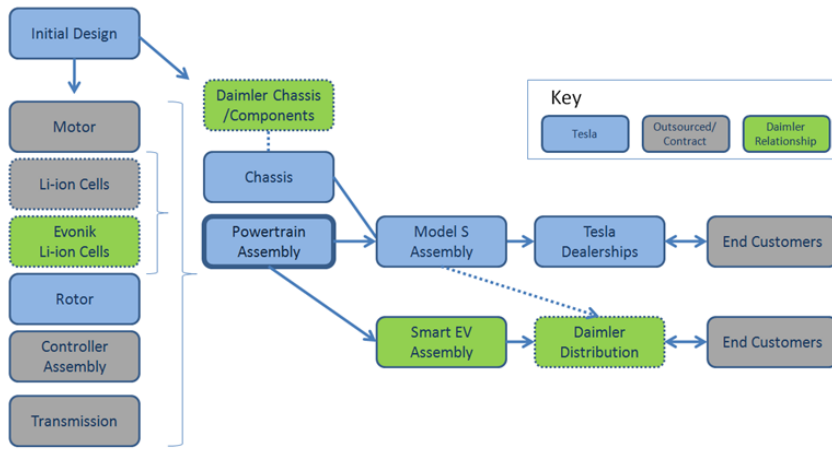 Initial Design
Daimler Chassis
/Components
Key
Tesla
Outsourced/
Contract
Daimler
Relationship
Motor
Li-ion Cells
Evonik
Li-ion Cells
Rotor
Controller
Assembly
Transmission
Chassis
Powertrain
Assembly
Model S
Assembly
Tesla
Dealerships
End Customers
Smart EV
Assembly
Daimler
Distribution
End Customers